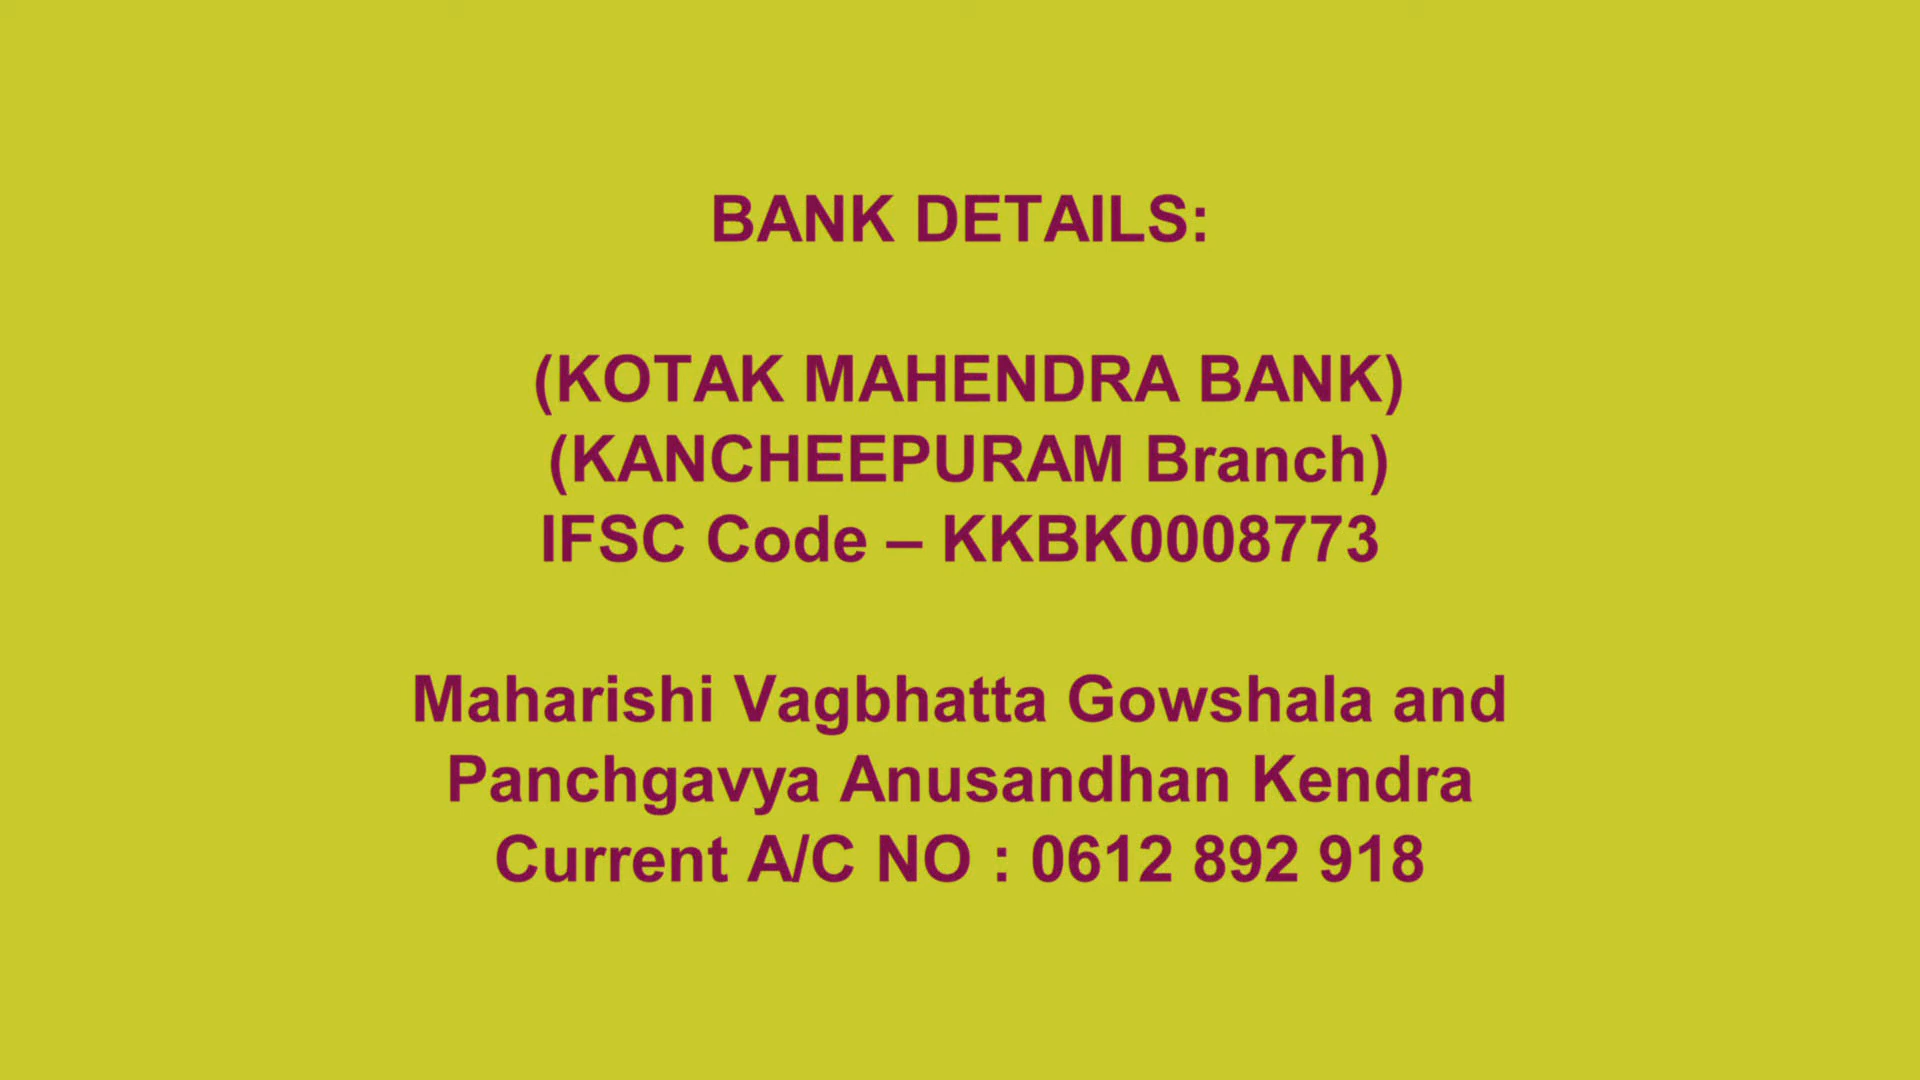 BANK DETAILS:
(KOTAK MAHENDRA BANK)
(KANCHEEPURAM Branch)
IFSC Code – KKBK0008773
Maharishi Vagbhatta Gowshala and
Panchgavya Anusandhan Kendra
Current A/C NO : 0612 892 918